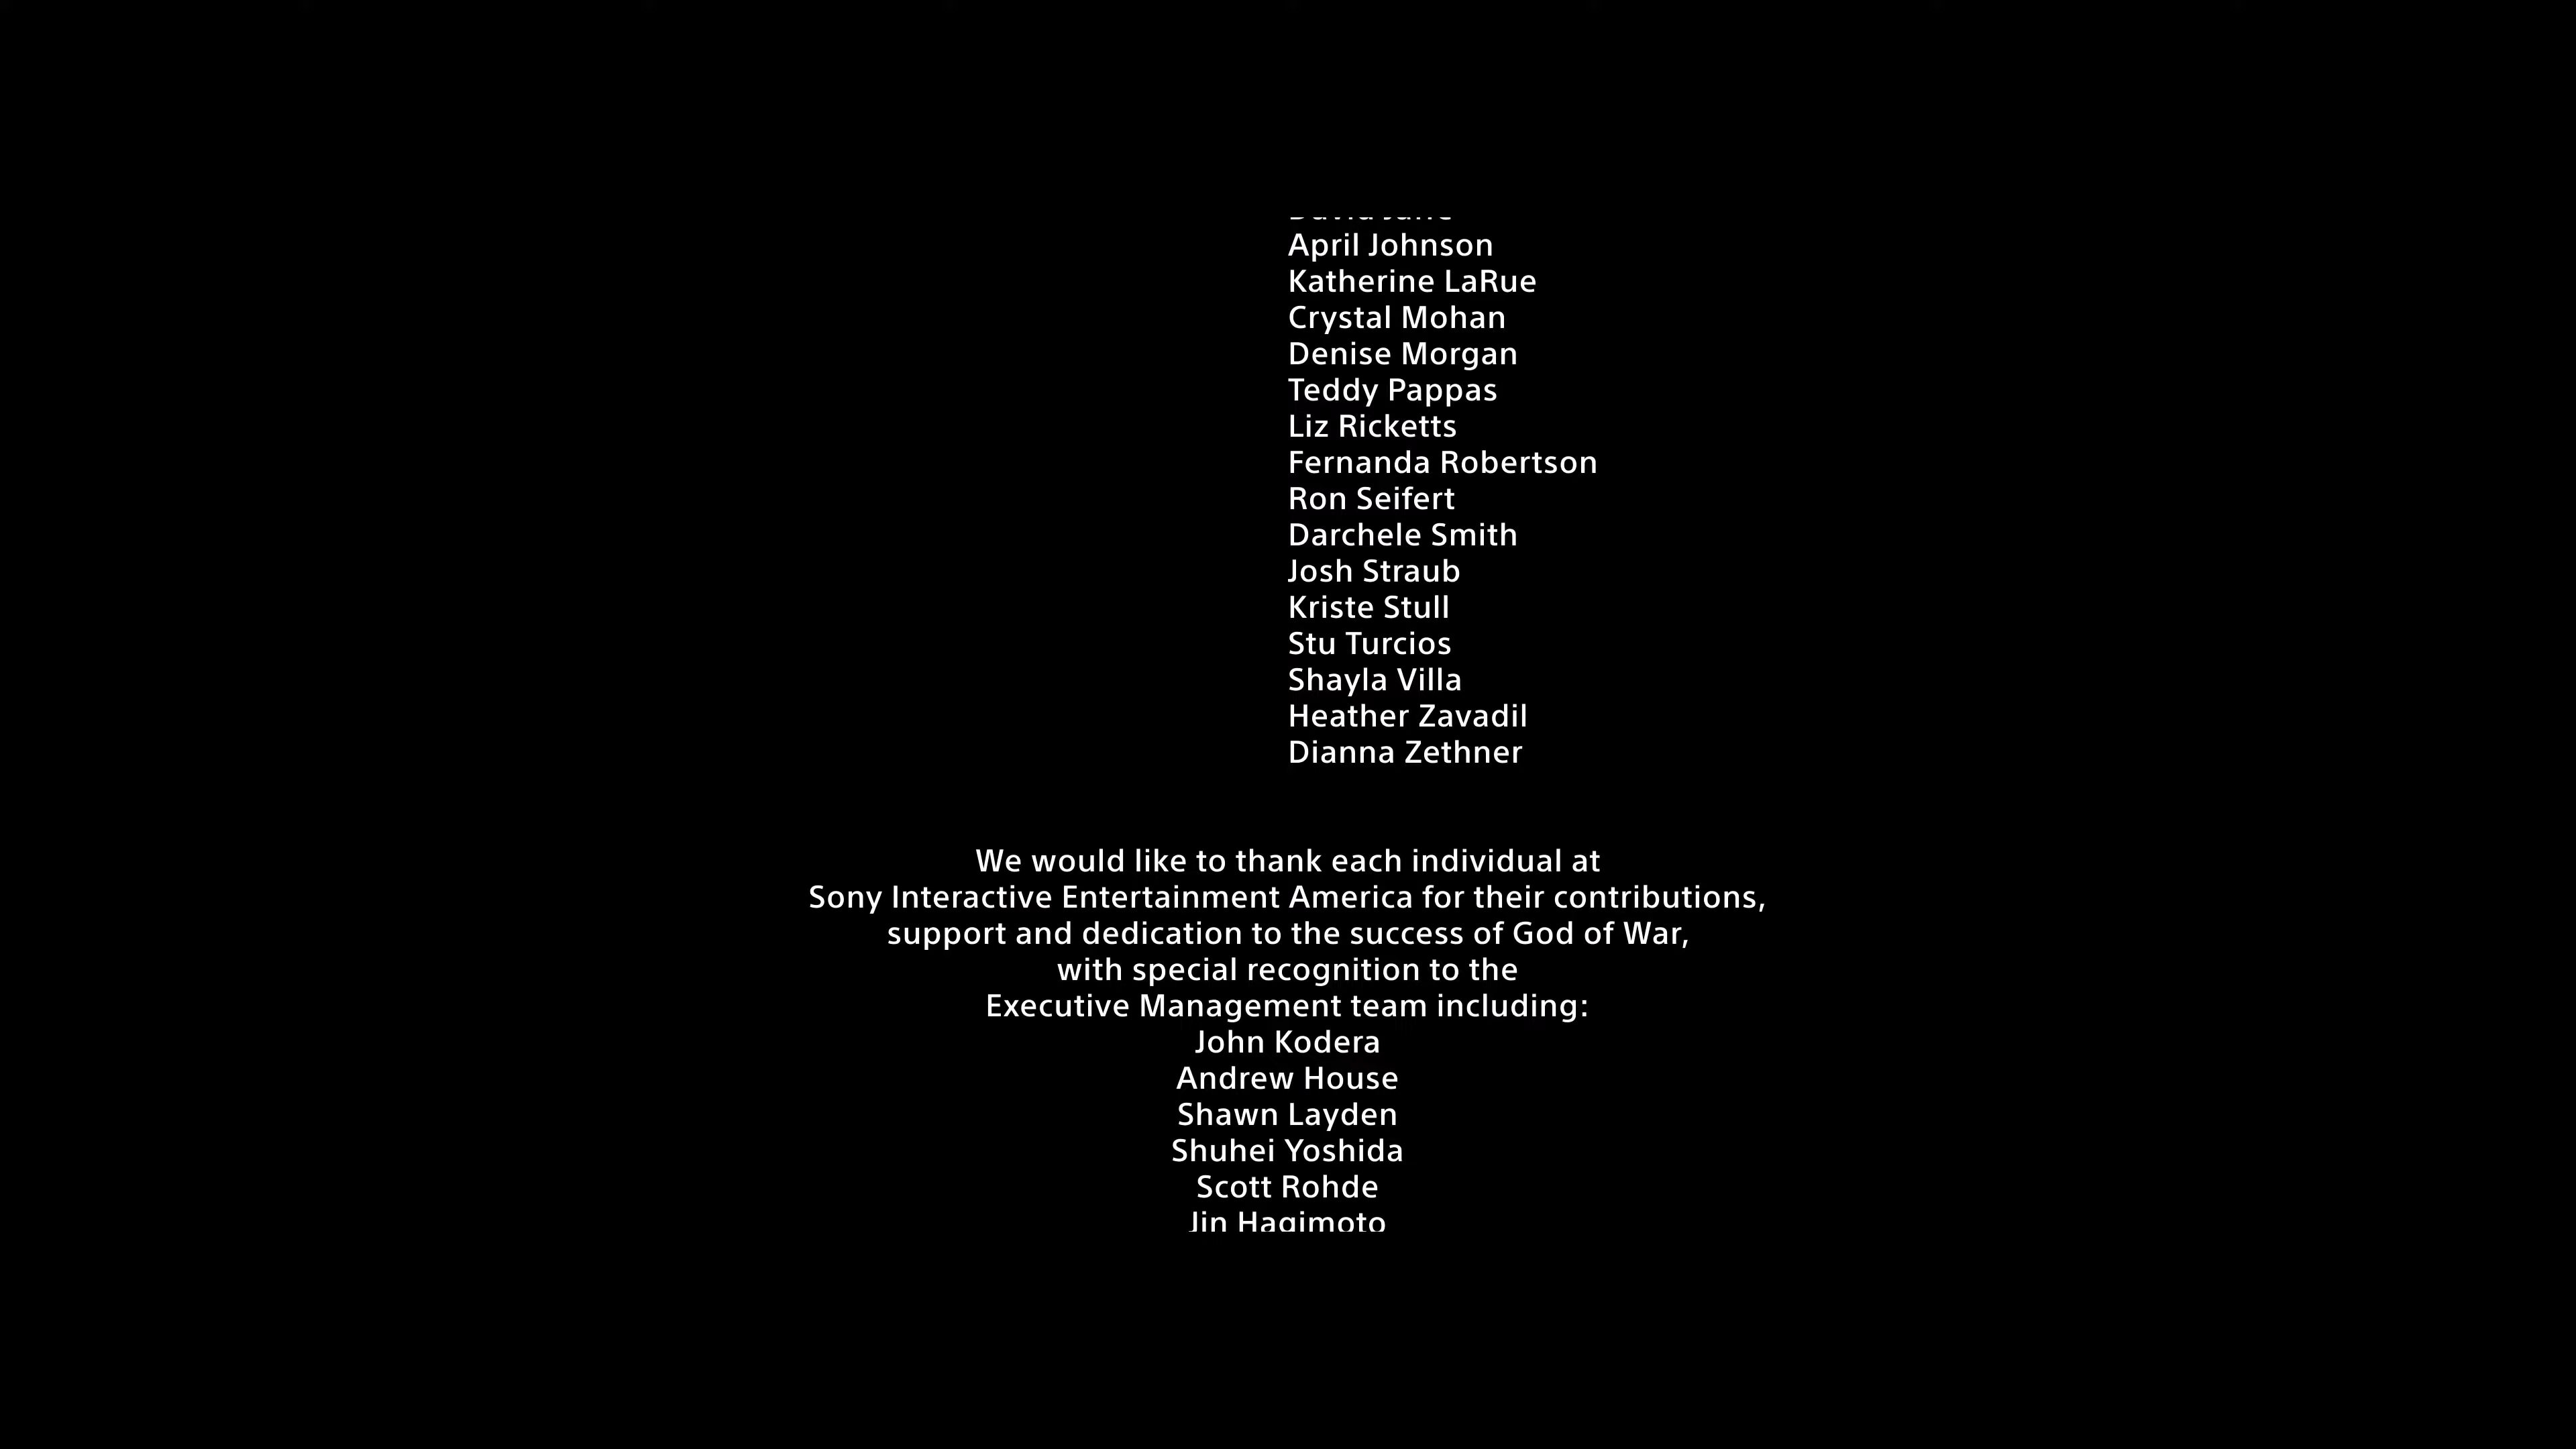 April Johnson
Katherine LaRue
Crystal Mohan
Denise Morgan
Teddy Pappas
Liz Ricketts
Fernanda Robertson
Ron Seifert
Darchele Smith
Josh Straub
Kriste Stull
Stu Turcios
Shayla Villa
Heather Zavadil
Dianna Zethner
We would like to thank each individual at
Sony Interactive Entertainment America for their contributions,
support and dedication to the success of God of War,
with special recognition to the
Executive Management team including:
John Kodera
Andrew House
Shawn Layden
Shuhei Yoshida
Scott Rohde
Jin Hagimoto